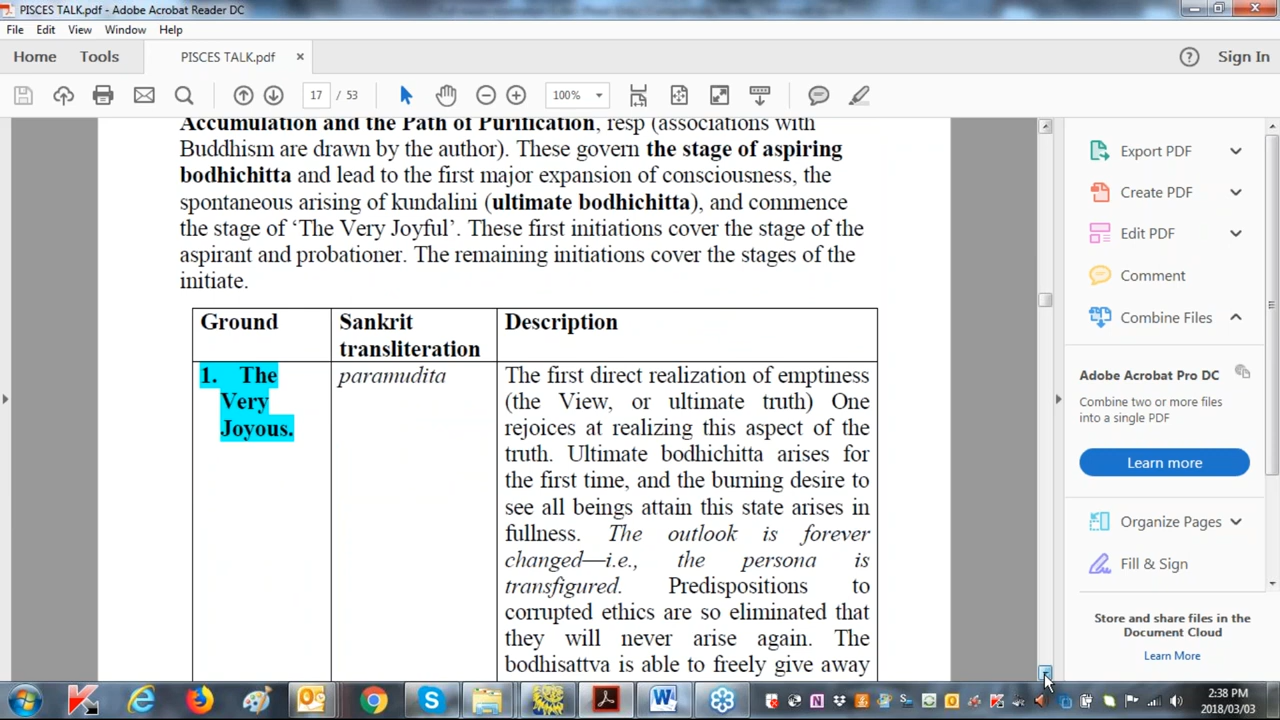 PISCES TALK.pdf - Adobe Acrobat Reader DC
File Edit View Window Help
Home Tools PISCES TALK.pdf × Sign In
17 / 53 100%
Accumulation and the Path of Purification, resp (associations with
Buddhism are drawn by the author). These govern the stage of aspiring
bodhichitta and lead to the first major expansion of consciousness, the
spontaneous arising of kundalini (ultimate bodhichitta), and commence
the stage of ‘The Very Joyful’. These first initiations cover the stage of the
aspirant and probationer. The remaining initiations cover the stages of the
initiate.
Ground Sankrit Description
transliteration
1. The
Very
Joyous.
paramudita
The first direct realization of emptiness
(the View, or ultimate truth) One
rejoices at realizing this aspect of the
truth. Ultimate bodhichitta arises for
the first time, and the burning desire to
see all beings attain this state arises in
fullness. The outlook is forever
changed—i.e., the persona is
transfigured. Predispositions to
corrupted ethics are so eliminated that
they will never arise again. The
bodhisattva is able to freely give away
Export PDF
Create PDF
Edit PDF
Comment
Combine Files
Adobe Acrobat Pro DC
Combine two or more files
into a single PDF
Learn more
Organize Pages
Fill & Sign
Store and share files in the
Document Cloud
Learn More
2:38 PM
2018/03/03